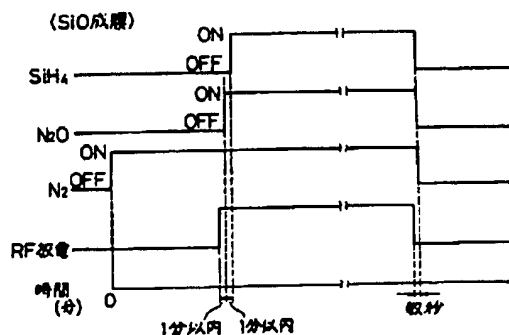 〈SiO成膜〉
ON
SiH4 OFF
ON
N2O OFF
ON
N2 OFF
RF放電
時間
(分) 0
1分以内 1分以内 数秒